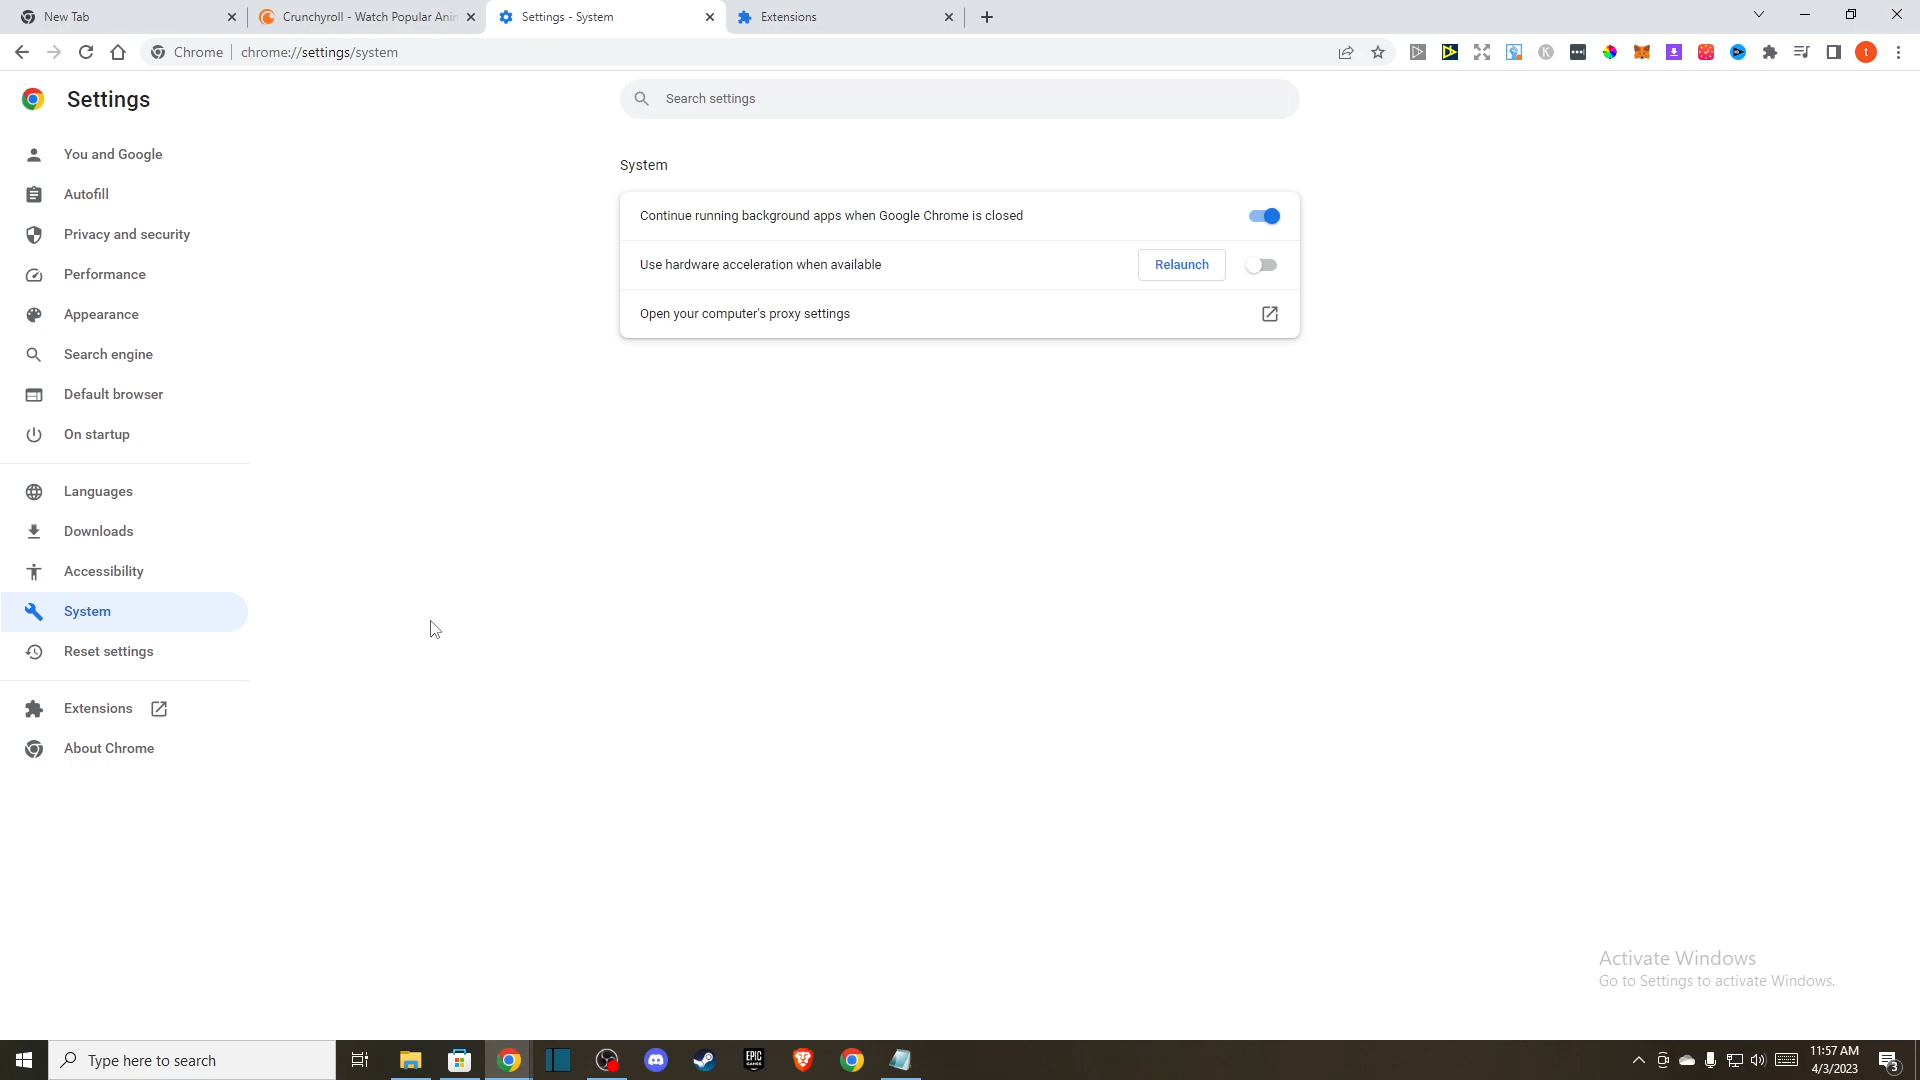 New Tab
Crunchyroll - Watch Popular Anim
Settings - System
Extensions
Chrome
chrome://settings/system
t
Settings
Search settings
You and Google
Autofill
Privacy and security
Performance
Appearance
Search engine
Default browser
On startup
Languages
Downloads
Accessibility
System
Reset settings
Extensions
About Chrome
System
Continue running background apps when Google Chrome is closed
Use hardware acceleration when available
Relaunch
Open your computer's proxy settings
Activate Windows
Go to Settings to activate Windows.
Type here to search
EPIC
GAMES
11:57 AM
4/3/2023
3